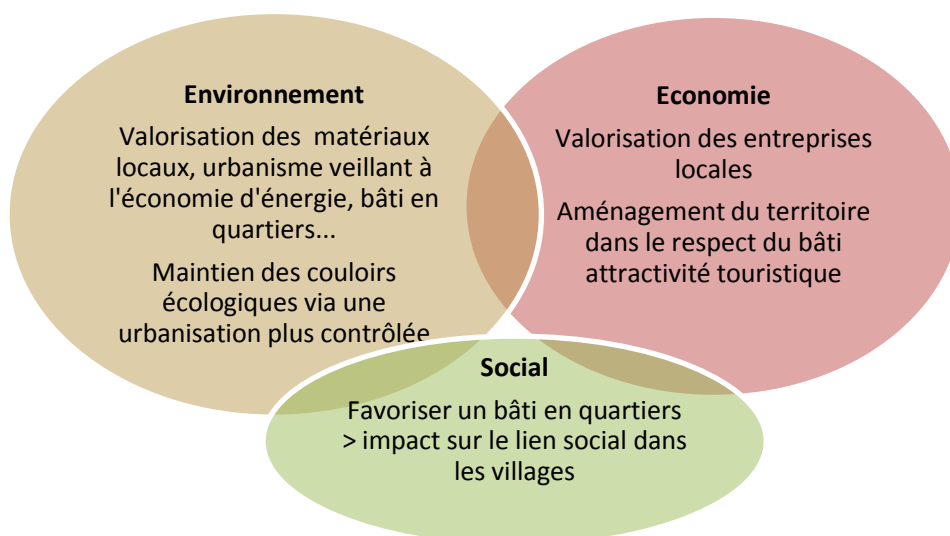 Environnement
Valorisation des matériaux
locaux, urbanisme veillant à
l'économie d'énergie, bâti en
quartiers...
Maintien des couloirs
écologiques via une
urbanisation plus contrôlée
Economie
Valorisation des entreprises
locales
Aménagement du territoire
dans le respect du bâti
attractivité touristique
Social
Favoriser un bâti en quartiers
> impact sur le lien social dans
les villages